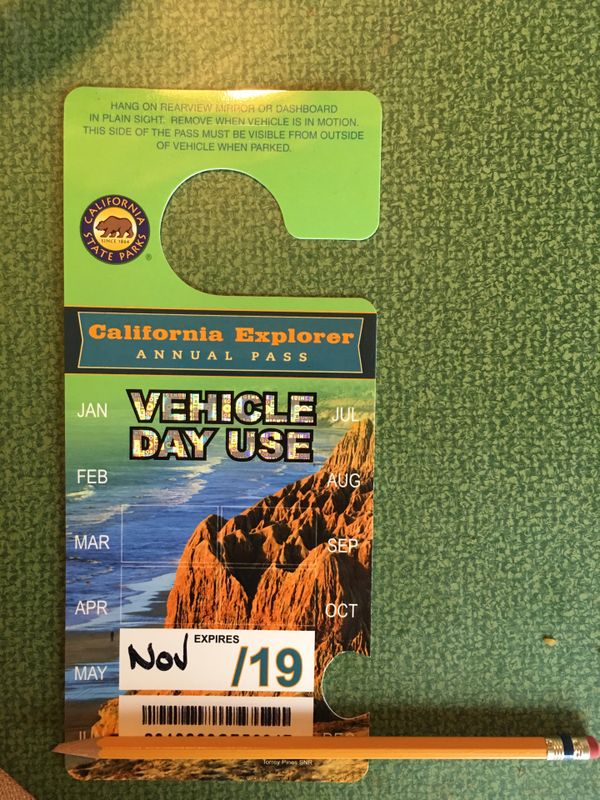 HANG ON REARVIEW MIRROR OR DASHBOARD
IN PLAIN SIGHT. REMOVE WHEN VEHICLE IS IN MOTION.
THIS SIDE OF THE PASS MUST BE VISIBLE FROM OUTSIDE
OF VEHICLE WHEN PARKED.
CALIFORNIA
STATE PARKS
SINCE 1864
®
California Explorer
ANNUAL PASS
VEHICLE
DAY USE
JAN
JUL
FEB
AUG
MAR
SEP
APR
OCT
MAY
EXPIRES
Nov /19
Torrey Pines SNR